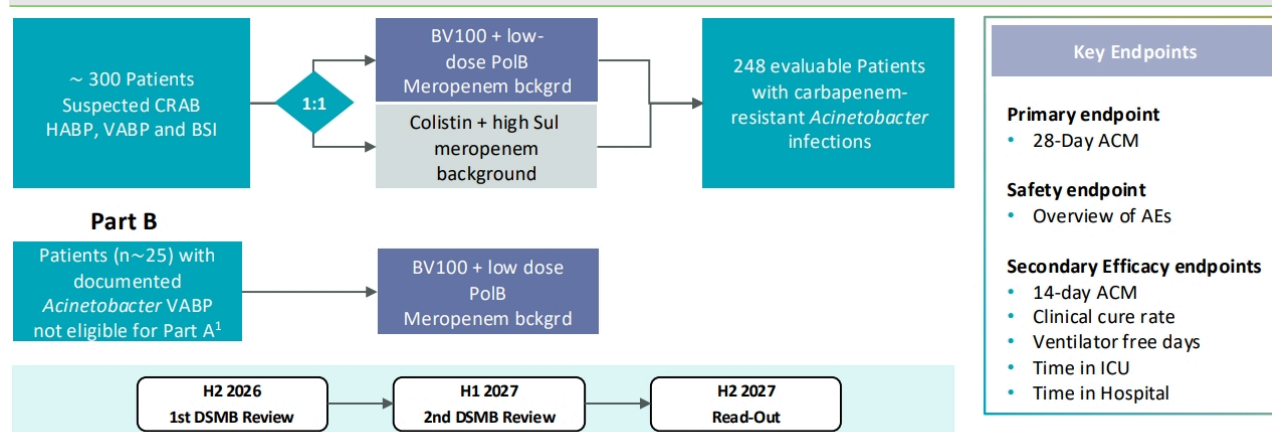 ~ 300 Patients
Suspected CRAB
HABP, VABP and BSI
1:1
BV100 + low-
dose PolB
Meropenem bckgrd
Colistin + high Sul
meropenem
background
248 evaluable Patients
with carbapenem-
resistant Acinetobacter
infections
Part B
Patients (n~25) with
documented
Acinetobacter VABP
not eligible for Part A1
BV100 + low dose
PolB
Meropenem bckgrd
H2 2026
1st DSMB Review
H1 2027
2nd DSMB Review
H2 2027
Read-Out
Key Endpoints
Primary endpoint
• 28-Day ACM
Safety endpoint
• Overview of AEs
Secondary Efficacy endpoints
• 14-day ACM
• Clinical cure rate
• Ventilator free days
• Time in ICU
• Time in Hospital